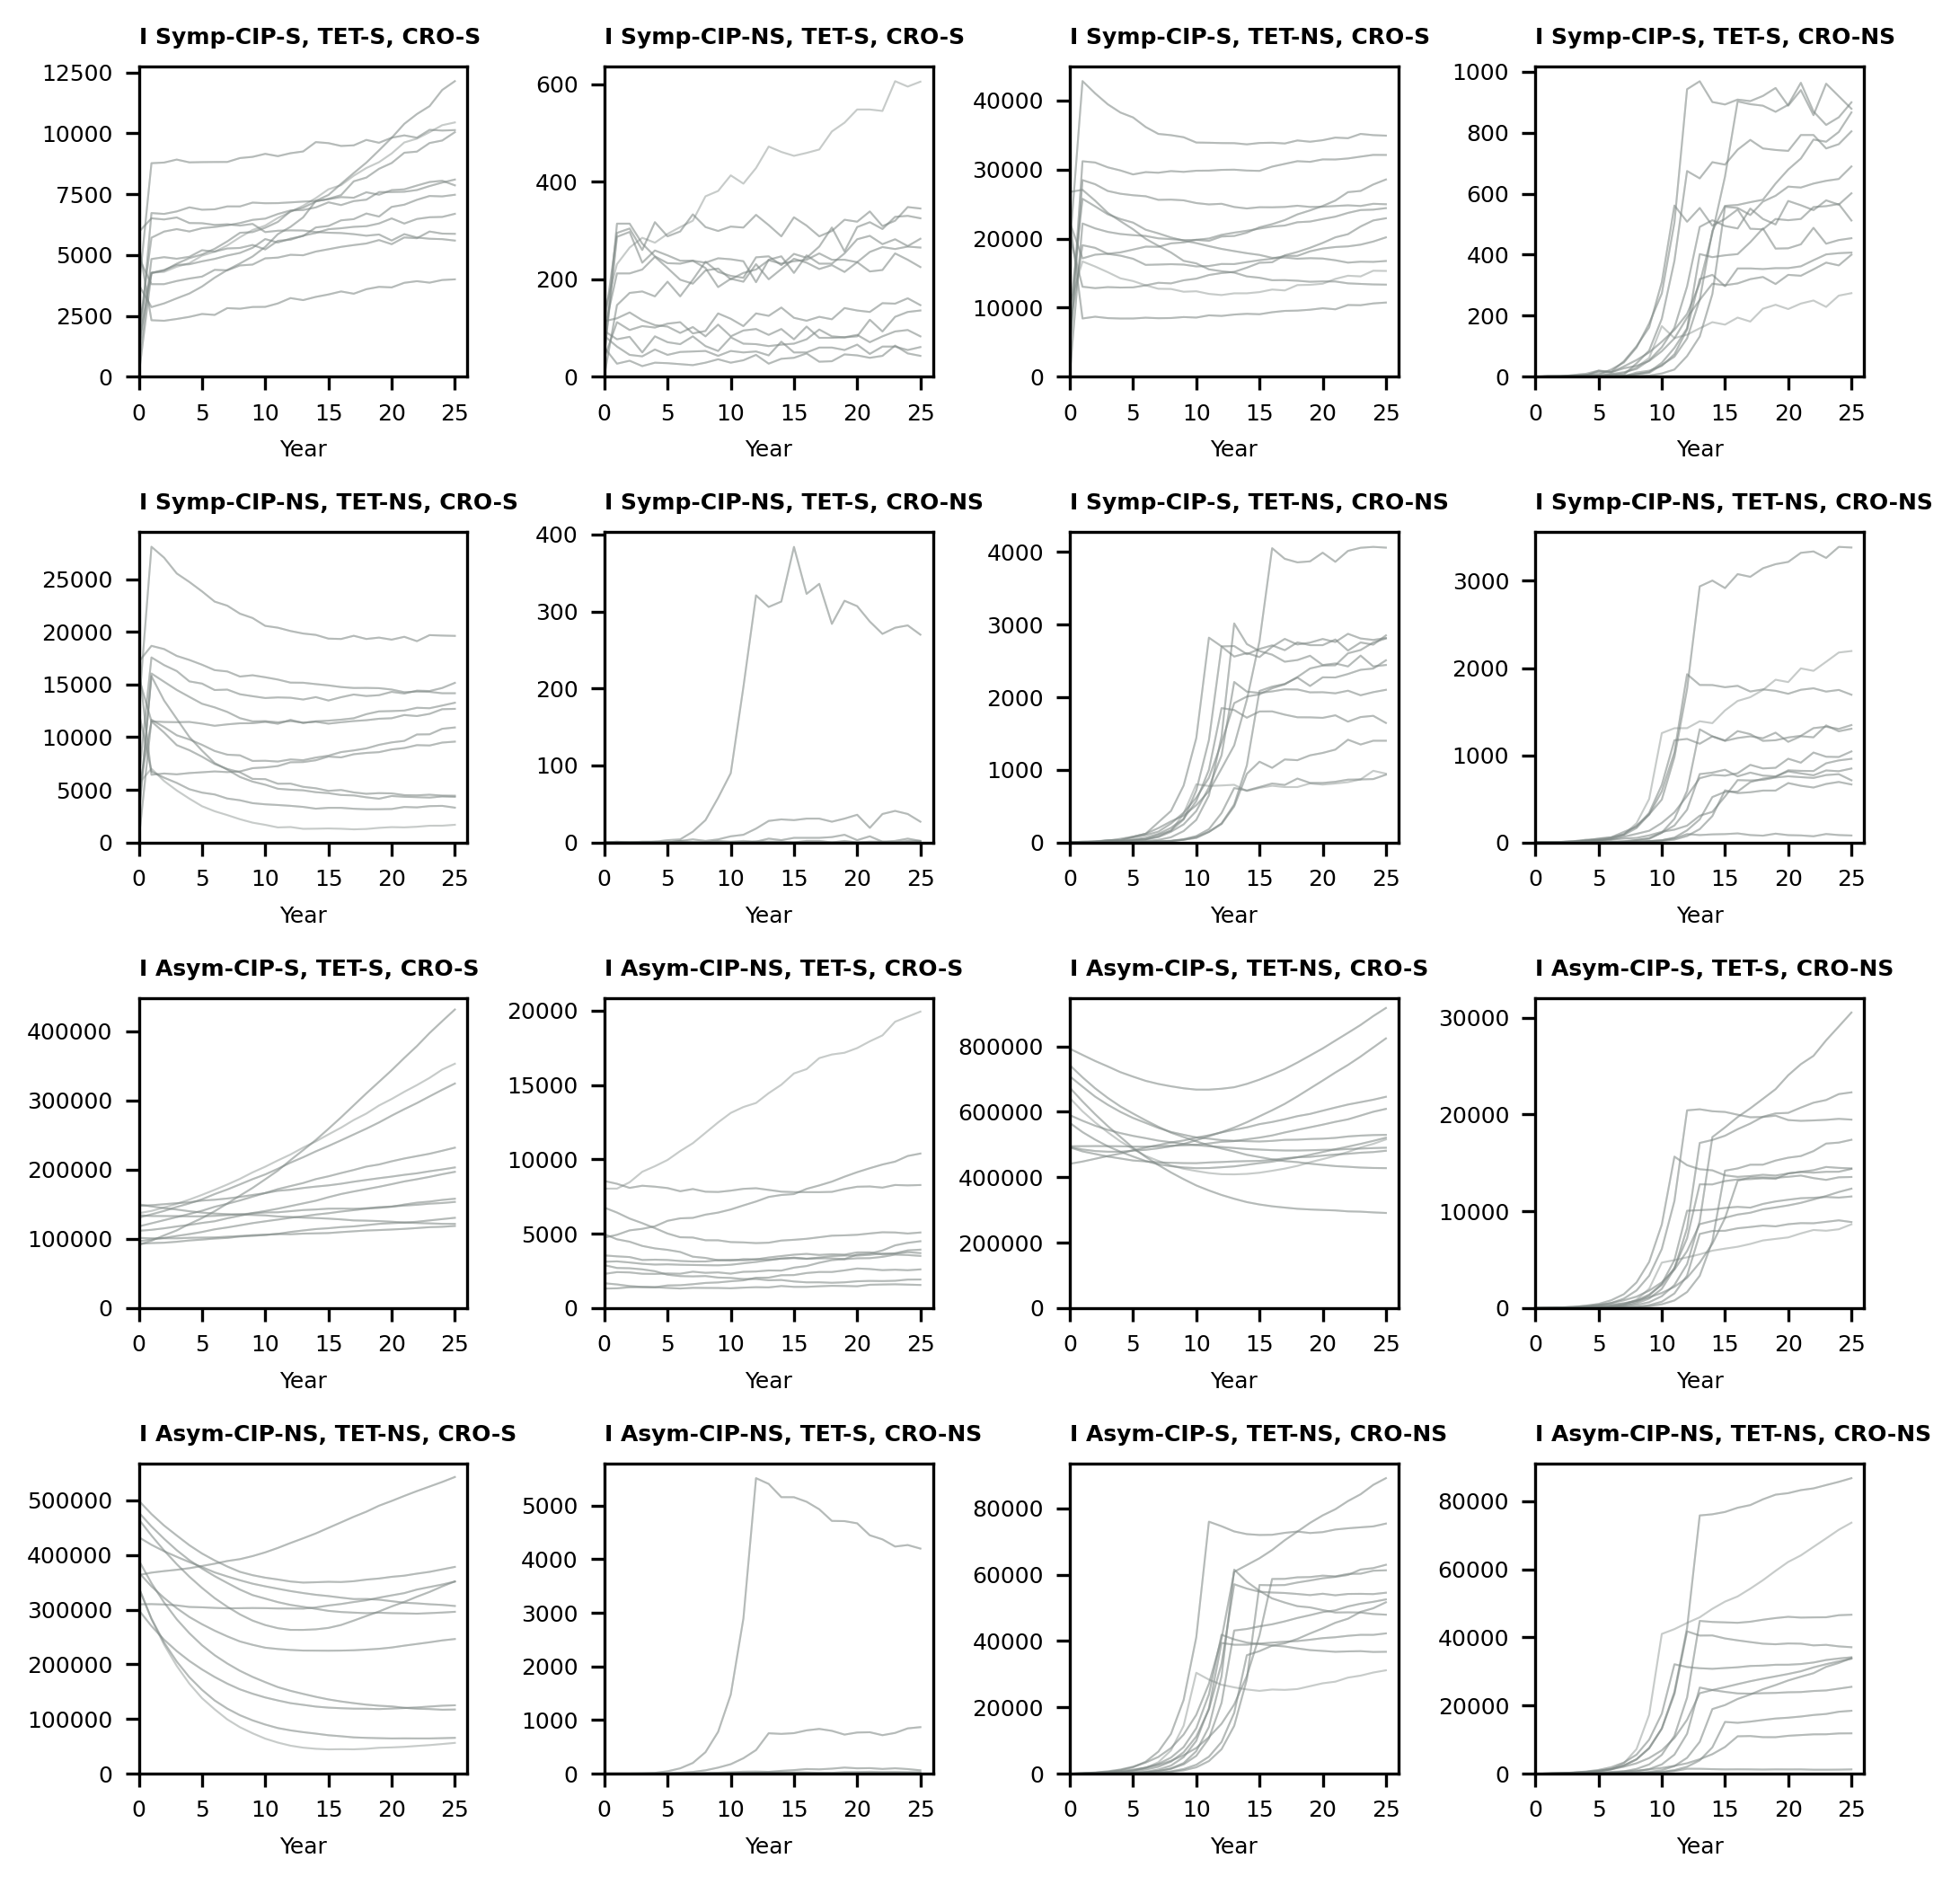 I Symp-CIP-S, TET-S, CRO-S
12500
10000
7500
5000
2500
0
0 5 10 15 20 25
Year
I Symp-CIP-NS, TET-S, CRO-S
600
400
200
0
0 5 10 15 20 25
Year
I Symp-CIP-S, TET-NS, CRO-S
40000
30000
20000
10000
0
0 5 10 15 20 25
Year
I Symp-CIP-S, TET-S, CRO-NS
1000
800
600
400
200
0
0 5 10 15 20 25
Year
I Symp-CIP-NS, TET-NS, CRO-S
25000
20000
15000
10000
5000
0
0 5 10 15 20 25
Year
I Symp-CIP-NS, TET-S, CRO-NS
400
300
200
100
0
0 5 10 15 20 25
Year
I Symp-CIP-S, TET-NS, CRO-NS
4000
3000
2000
1000
0
0 5 10 15 20 25
Year
I Symp-CIP-NS, TET-NS, CRO-NS
3000
2000
1000
0
0 5 10 15 20 25
Year
I Asym-CIP-S, TET-S, CRO-S
400000
300000
200000
100000
0
0 5 10 15 20 25
Year
I Asym-CIP-NS, TET-S, CRO-S
20000
15000
10000
5000
0
0 5 10 15 20 25
Year
I Asym-CIP-S, TET-NS, CRO-S
800000
600000
400000
200000
0
0 5 10 15 20 25
Year
I Asym-CIP-S, TET-S, CRO-NS
30000
20000
10000
0
0 5 10 15 20 25
Year
I Asym-CIP-NS, TET-NS, CRO-S
500000
400000
300000
200000
100000
0
0 5 10 15 20 25
Year
I Asym-CIP-NS, TET-S, CRO-NS
5000
4000
3000
2000
1000
0
0 5 10 15 20 25
Year
I Asym-CIP-S, TET-NS, CRO-NS
80000
60000
40000
20000
0
0 5 10 15 20 25
Year
I Asym-CIP-NS, TET-NS, CRO-NS
80000
60000
40000
20000
0
0 5 10 15 20 25
Year